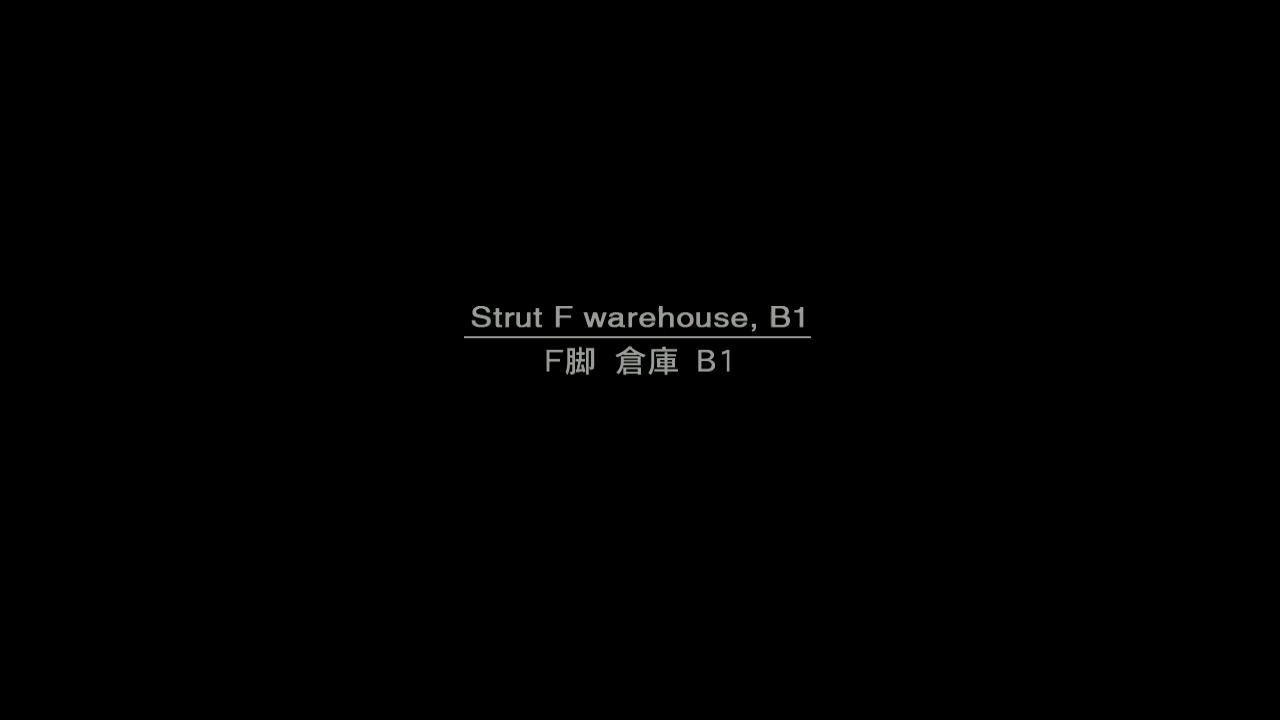 Strut F warehouse, B1
F脚 倉庫 B1